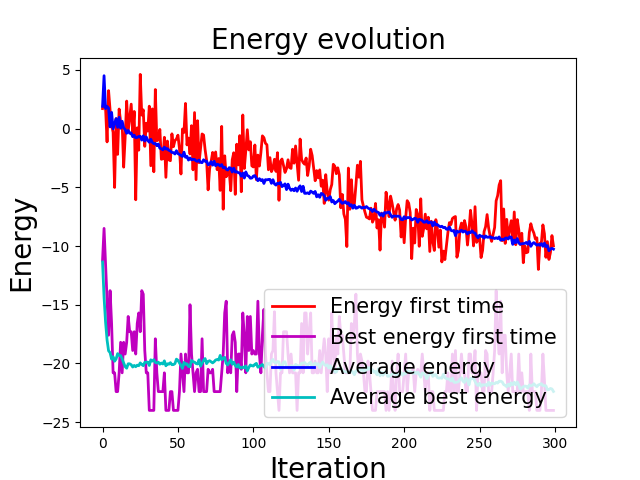 Energy evolution
5
0
−5
−10
−15
−20
−25
Energy
Energy first time
Best energy first time
Average energy
Average best energy
0 50 100 150 200 250 300
Iteration